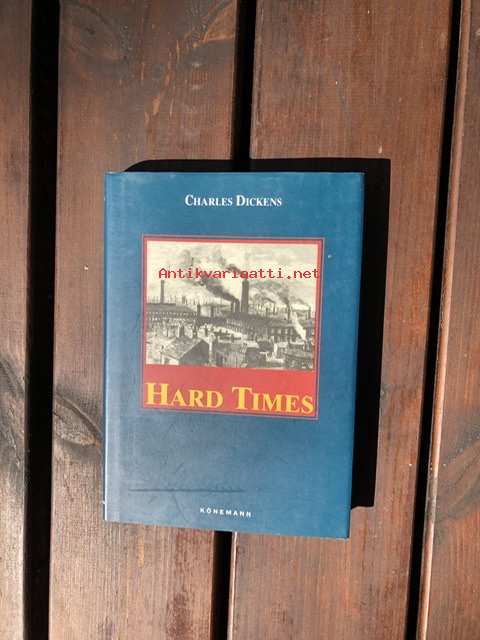 CHARLES DICKENS
Antikvariaatti.net
HARD TIMES
KÖNEMANN